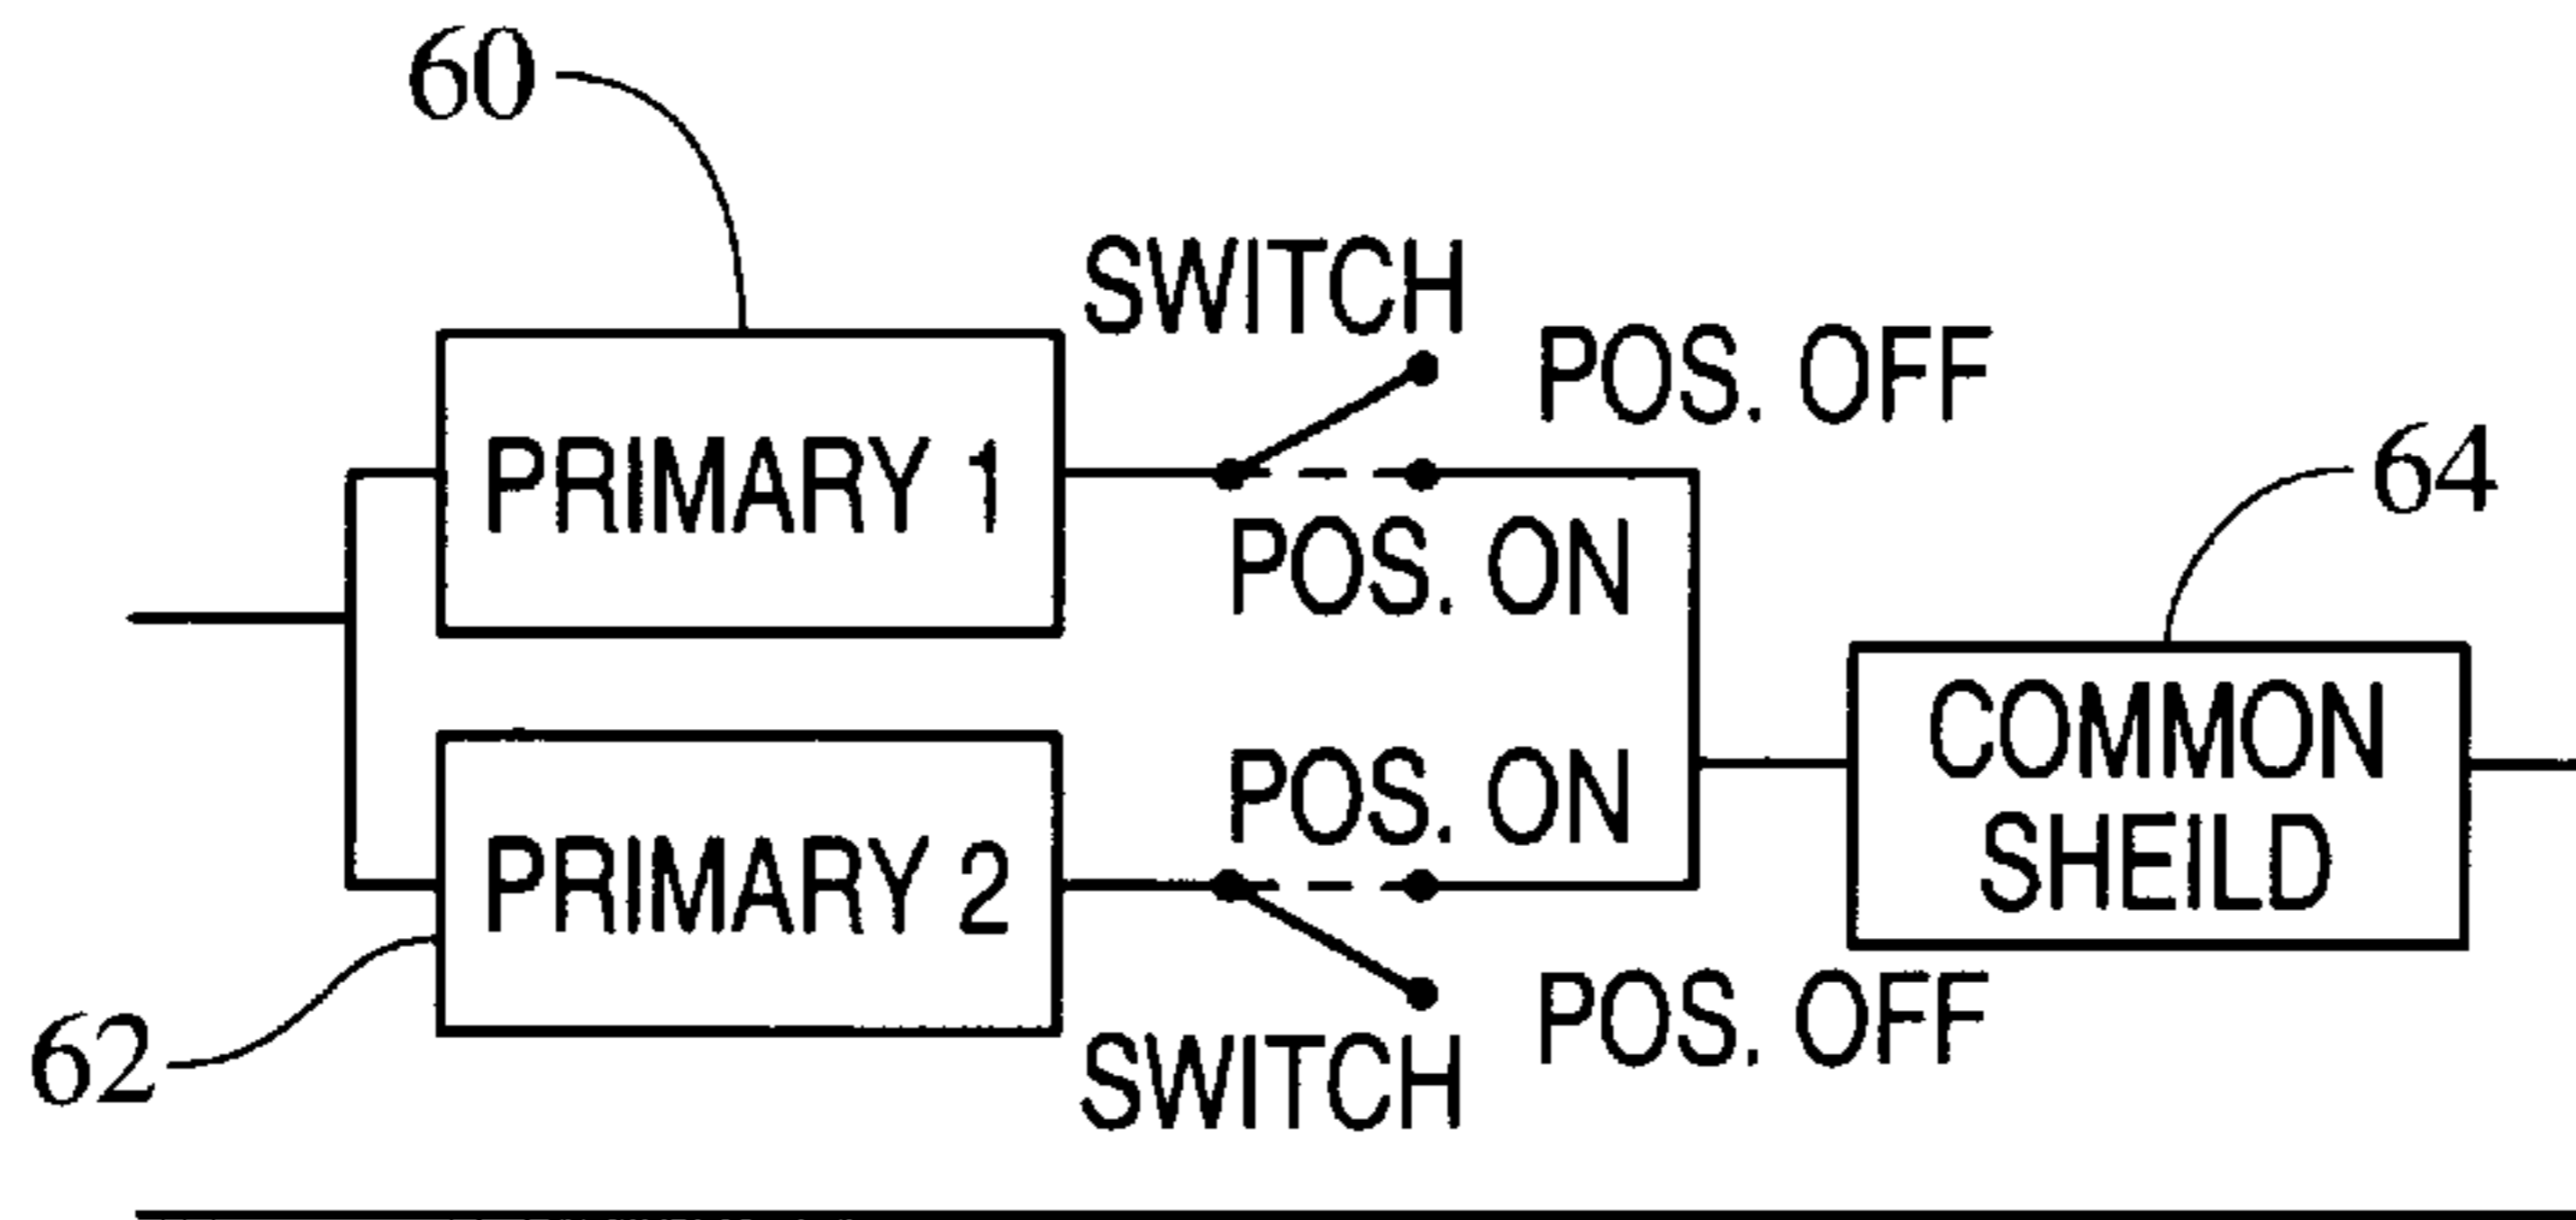 60
SWITCH
POS. OFF
PRIMARY 1
64
POS. ON
COMMON
SHEILD
POS. ON
PRIMARY 2
POS. OFF
62
SWITCH